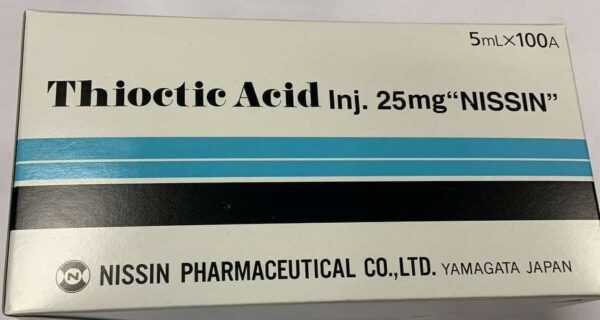 5mL×100A
Thioctic Acid Inj. 25mg“NISSIN”
N NISSIN PHARMACEUTICAL CO.,LTD. YAMAGATA JAPAN